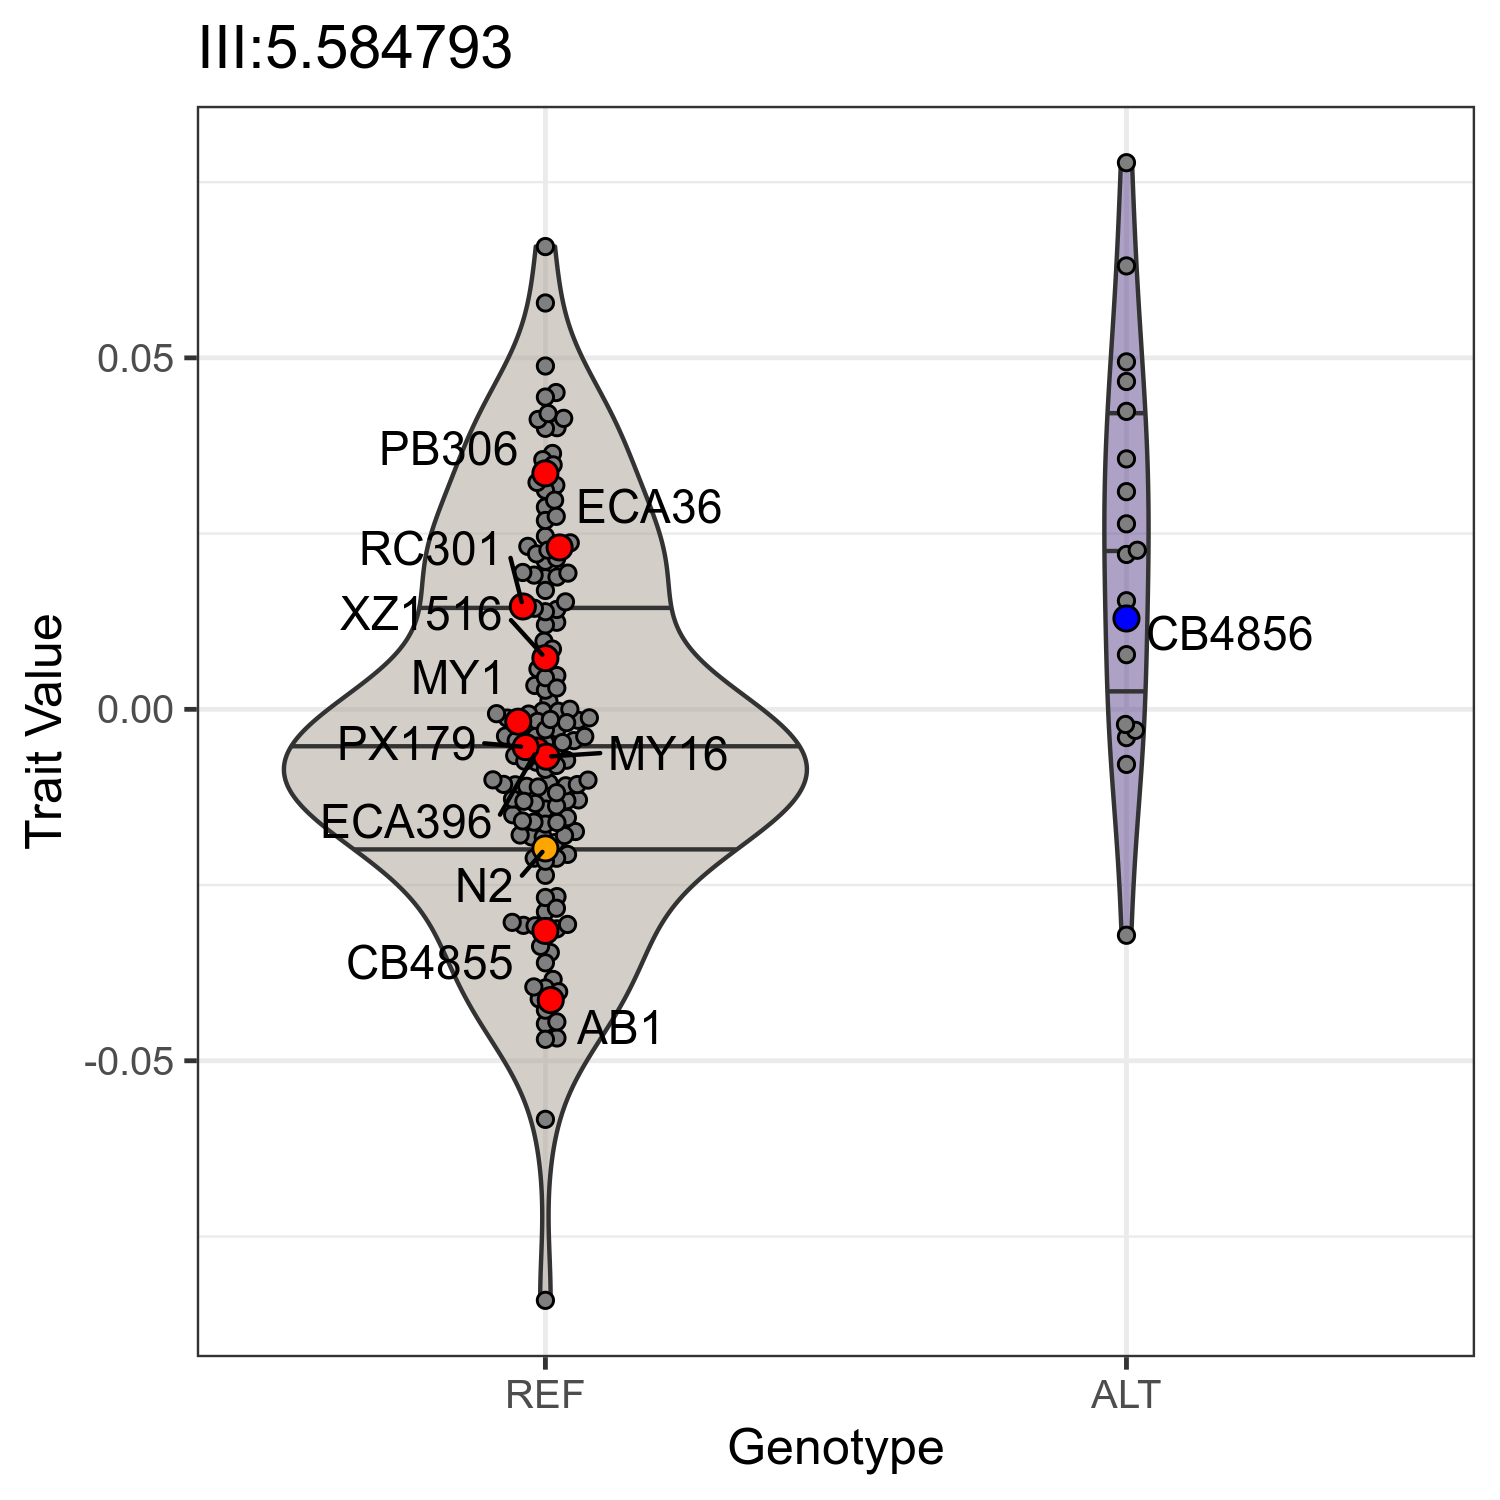 III:5.584793
Trait Value
0.05
0.00
-0.05
PB306
ECA36
RC301
XZ1516
MY1
PX179
MY16
ECA396
N2
CB4855
AB1
CB4856
REF
ALT
Genotype